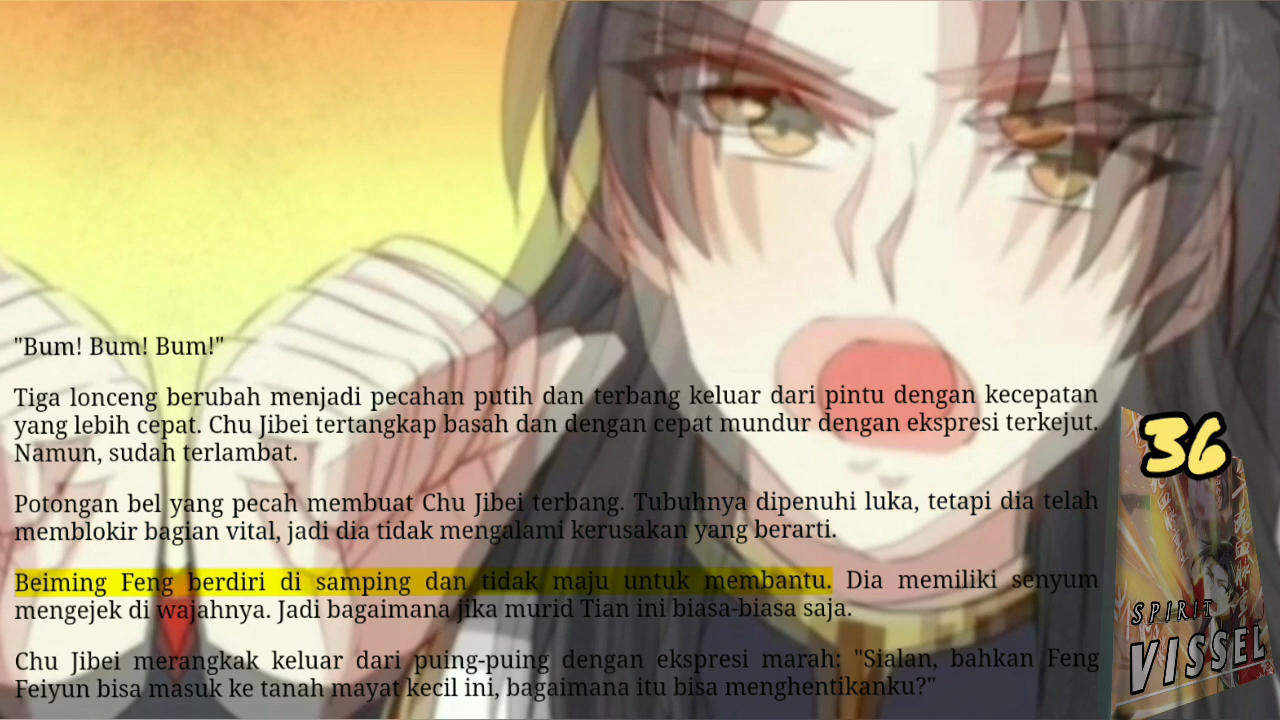 "Bum! Bum! Bum!"
Tiga lonceng berubah menjadi pecahan putih dan terbang keluar dari pintu dengan kecepatan
yang lebih cepat. Chu Jibei tertangkap basah dan dengan cepat mundur dengan ekspresi terkejut.
Namun, sudah terlambat.
Potongan bel yang pecah membuat Chu Jibei terbang. Tubuhnya dipenuhi luka, tetapi dia telah
memblokir bagian vital, jadi dia tidak mengalami kerusakan yang berarti.
Beiming Feng berdiri di samping dan tidak maju untuk membantu. Dia memiliki senyum
mengejek di wajahnya. Jadi bagaimana jika murid Tian ini biasa-biasa saja.
Chu Jibei merangkak keluar dari puing-puing dengan ekspresi marah: "Sialan, bahkan Feng
Feiyun bisa masuk ke tanah mayat kecil ini, bagaimana itu bisa menghentikanku?"
36
SPIRIT
VISSEL